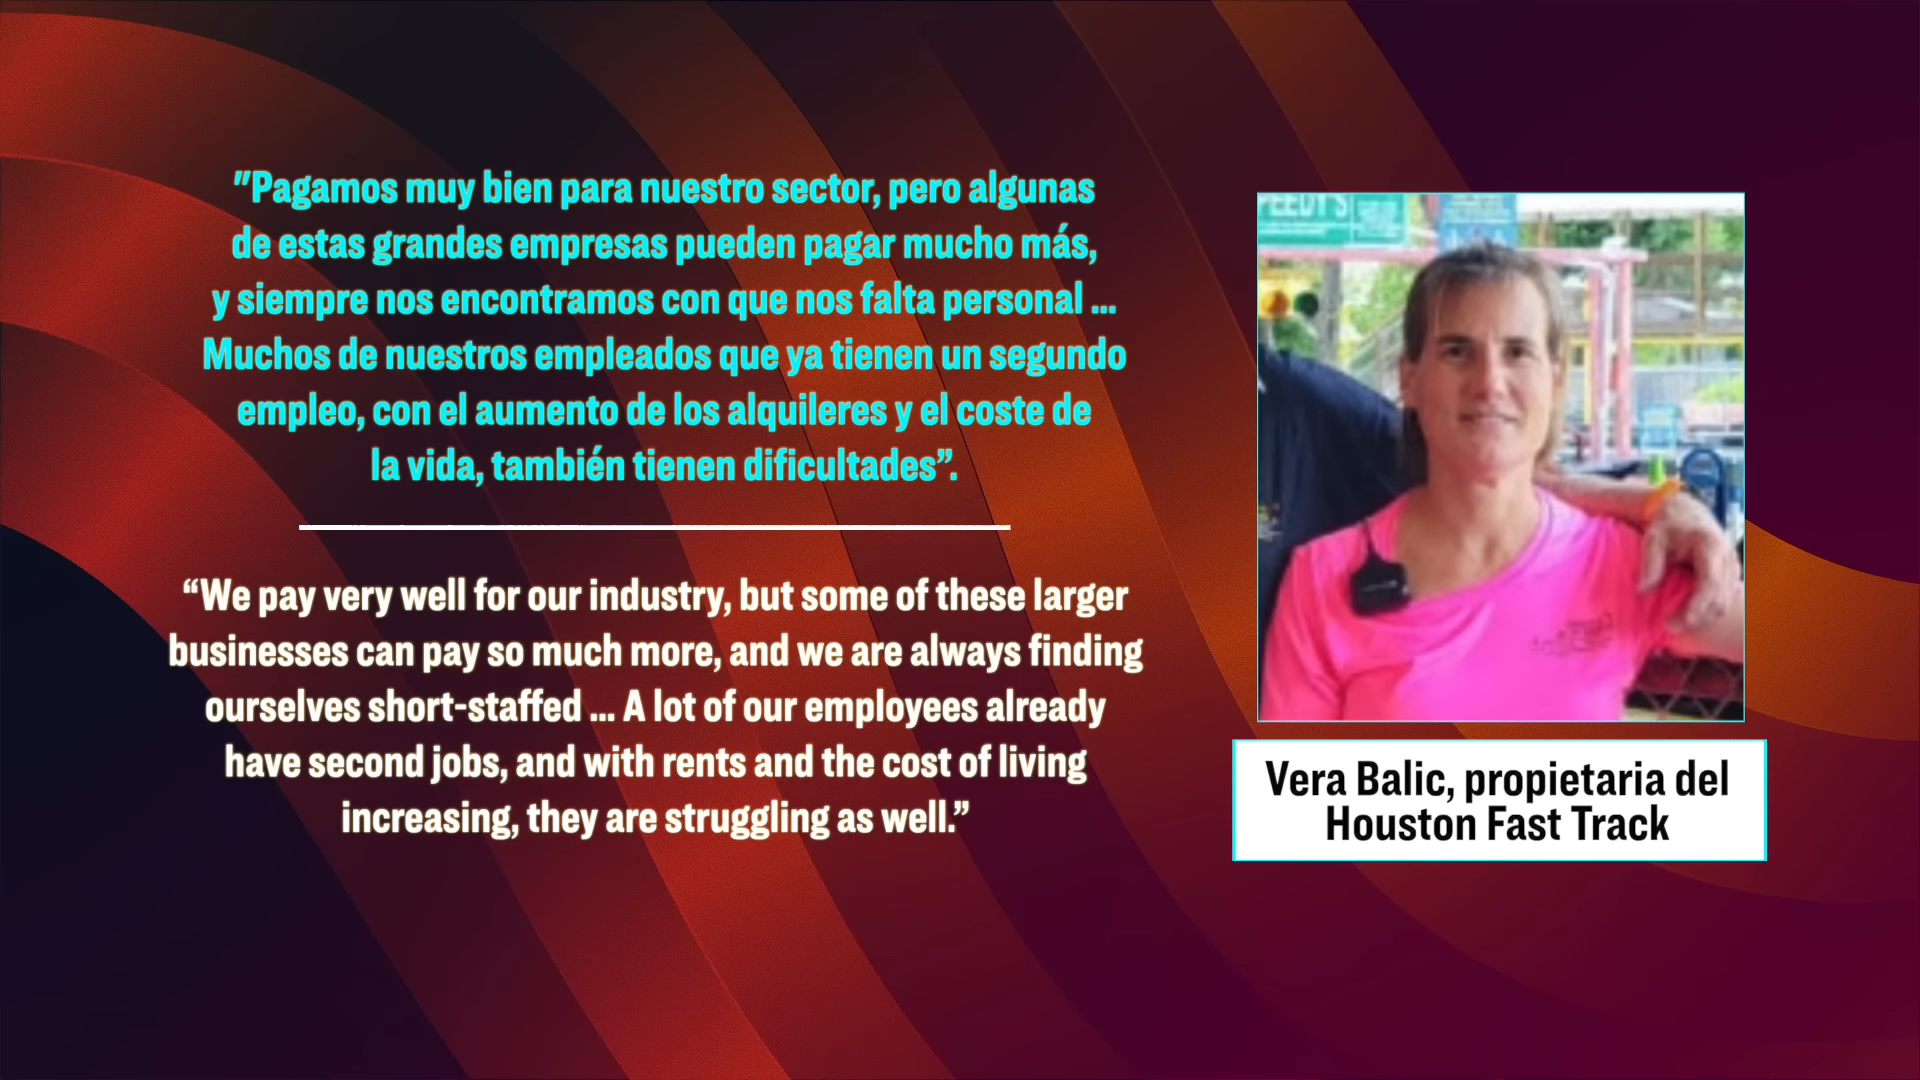 "Pagamos muy bien para nuestro sector, pero algunas
de estas grandes empresas pueden pagar mucho más,
y siempre nos encontramos con que nos falta personal ...
Muchos de nuestros empleados que ya tienen un segundo
empleo, con el aumento de los alquileres y el coste de
la vida, también tienen dificultades”.
“We pay very well for our industry, but some of these larger
businesses can pay so much more, and we are always finding
ourselves short-staffed ... A lot of our employees already
have second jobs, and with rents and the cost of living
increasing, they are struggling as well.”
Vera Balic, propietaria del
Houston Fast Track